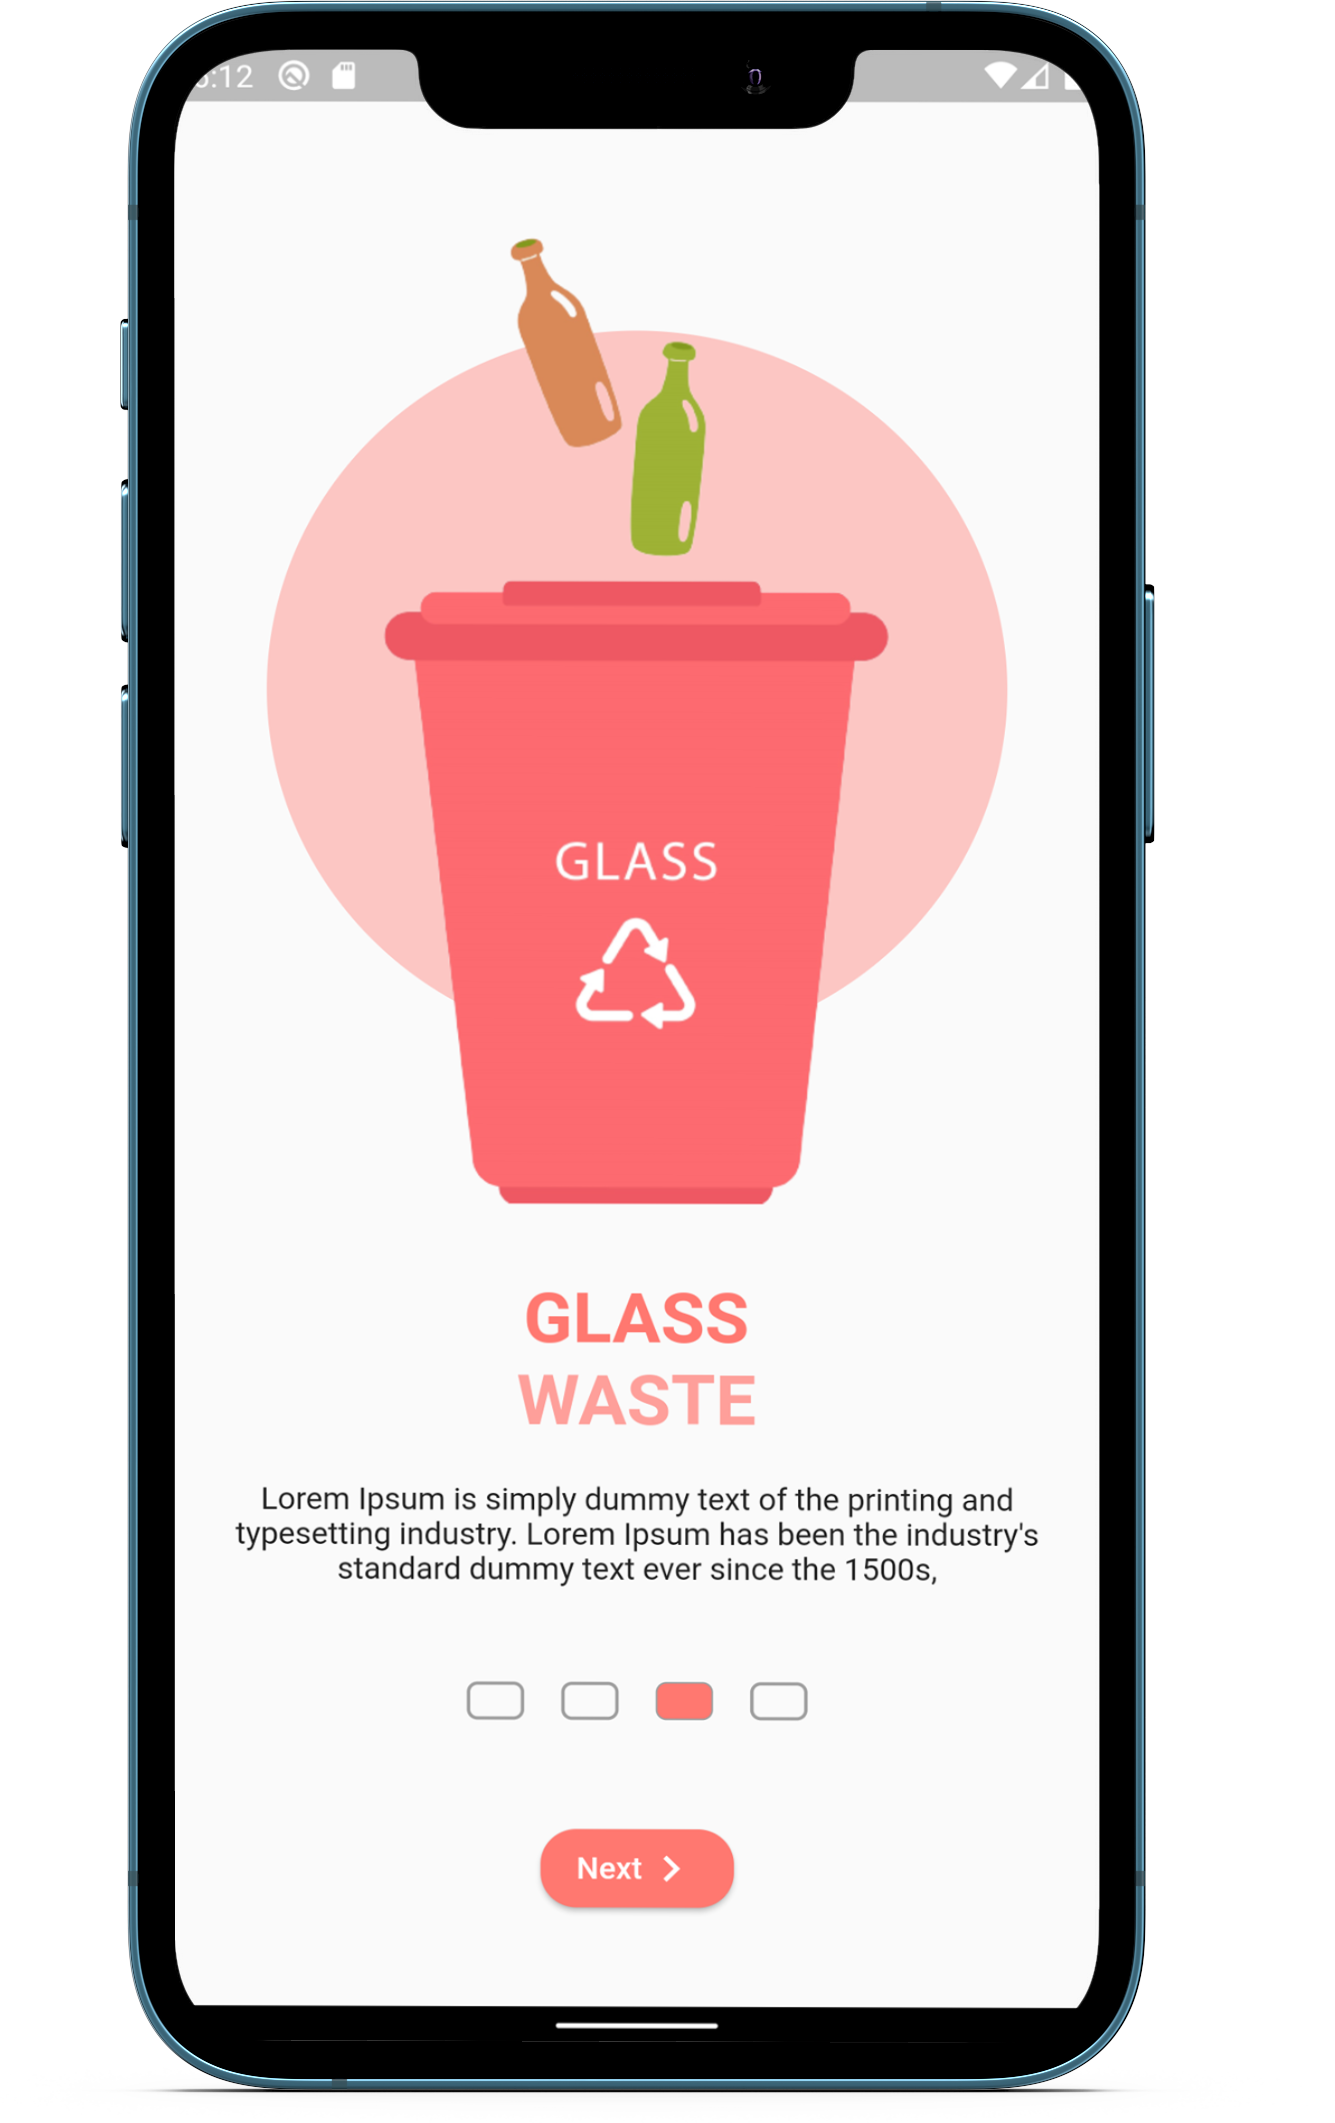 :12
GLASS
GLASS
WASTE
Lorem Ipsum is simply dummy text of the printing and
typesetting industry. Lorem Ipsum has been the industry's
standard dummy text ever since the 1500s,
Next